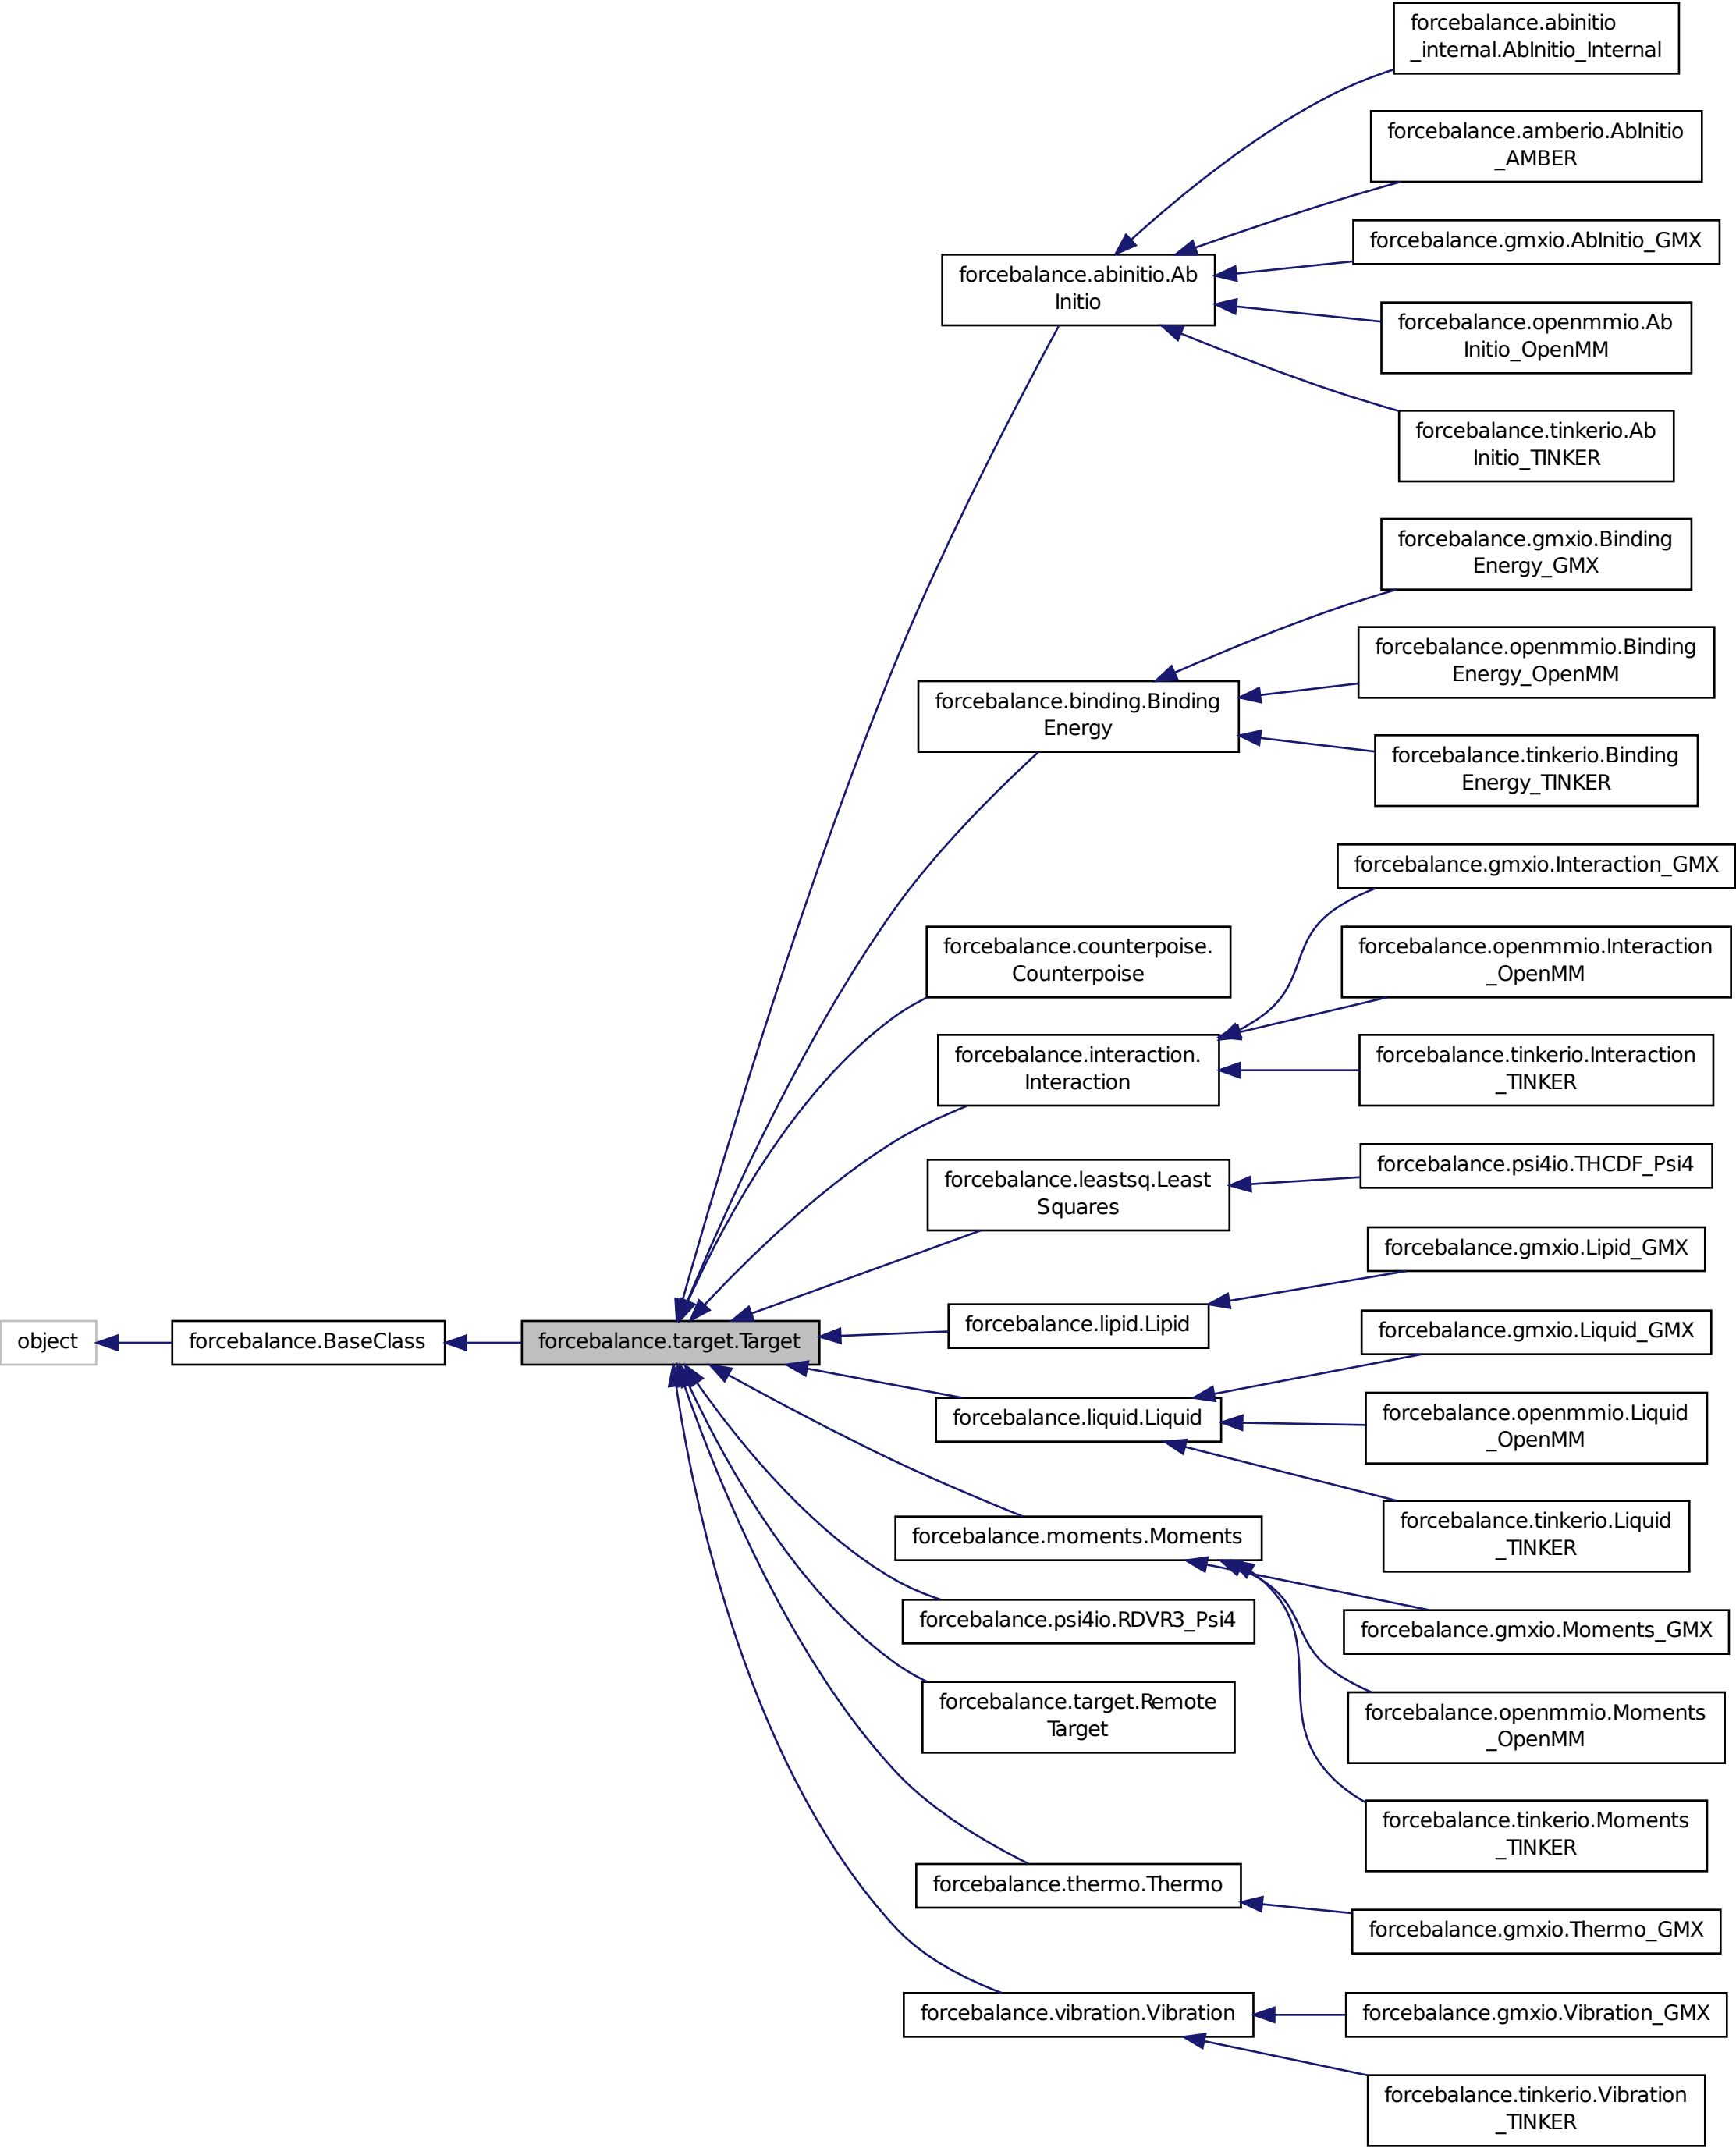 object
forcebalance.BaseClass
forcebalance.target.Target
forcebalance.abinitio.Ab
Initio
forcebalance.binding.Binding
Energy
forcebalance.counterpoise.
Counterpoise
forcebalance.interaction.
Interaction
forcebalance.leastsq.Least
Squares
forcebalance.lipid.Lipid
forcebalance.liquid.Liquid
forcebalance.moments.Moments
forcebalance.psi4io.RDVR3_Psi4
forcebalance.target.Remote
Target
forcebalance.thermo.Thermo
forcebalance.vibration.Vibration
forcebalance.abinitio
_internal.AbInitio_Internal
forcebalance.amberio.AbInitio
_AMBER
forcebalance.gmxio.AbInitio_GMX
forcebalance.openmmio.Ab
Initio_OpenMM
forcebalance.tinkerio.Ab
Initio_TINKER
forcebalance.gmxio.Binding
Energy_GMX
forcebalance.openmmio.Binding
Energy_OpenMM
forcebalance.tinkerio.Binding
Energy_TINKER
forcebalance.gmxio.Interaction_GMX
forcebalance.openmmio.Interaction
_OpenMM
forcebalance.tinkerio.Interaction
_TINKER
forcebalance.psi4io.THCDF_Psi4
forcebalance.gmxio.Lipid_GMX
forcebalance.gmxio.Liquid_GMX
forcebalance.openmmio.Liquid
_OpenMM
forcebalance.tinkerio.Liquid
_TINKER
forcebalance.gmxio.Moments_GMX
forcebalance.openmmio.Moments
_OpenMM
forcebalance.tinkerio.Moments
_TINKER
forcebalance.gmxio.Thermo_GMX
forcebalance.gmxio.Vibration_GMX
forcebalance.tinkerio.Vibration
_TINKER